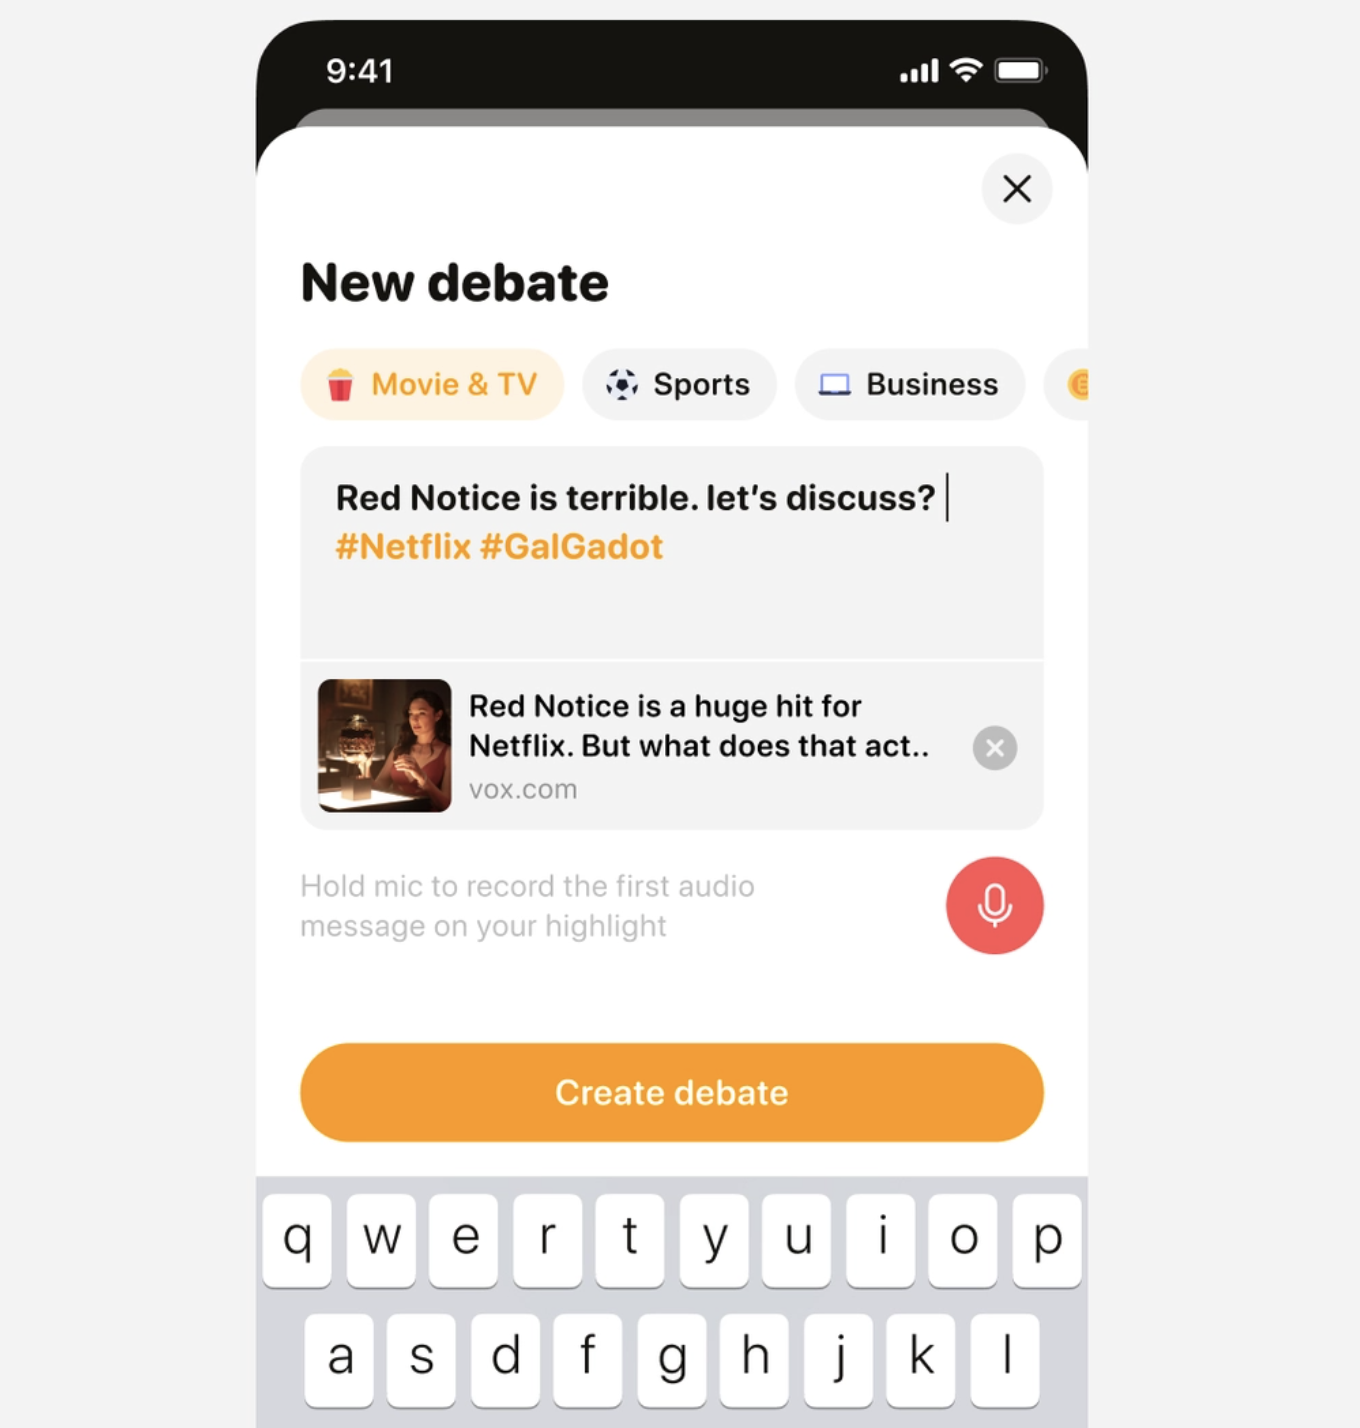 9:41
New debate
Movie & TV
Sports
Business
Red Notice is terrible. let's discuss?
#Netflix #GalGadot
Red Notice is a huge hit for
Netflix. But what does that act..
vox.com
Hold mic to record the first audio
message on your highlight
Create debate
q w e r t y u i o p
a s d f g h j k l